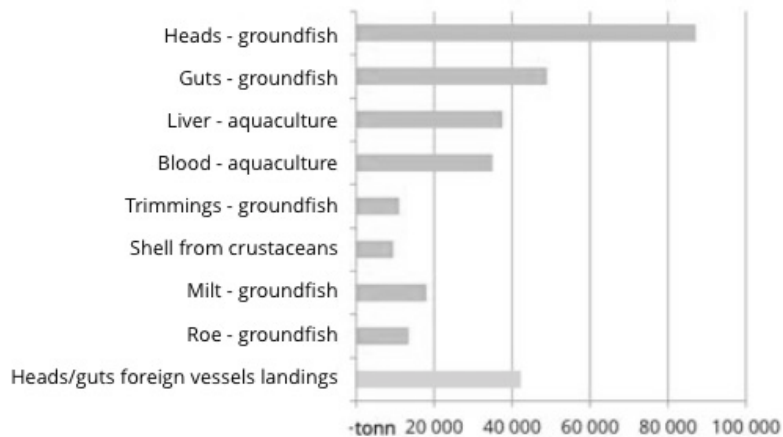 Heads - groundfish
Guts - groundfish
Liver - aquaculture
Blood - aquaculture
Trimmings - groundfish
Shell from crustaceans
Milt - groundfish
Roe - groundfish
Heads/guts foreign vessels landings
-tonn 20 000 40 000 60 000 80 000 100 000